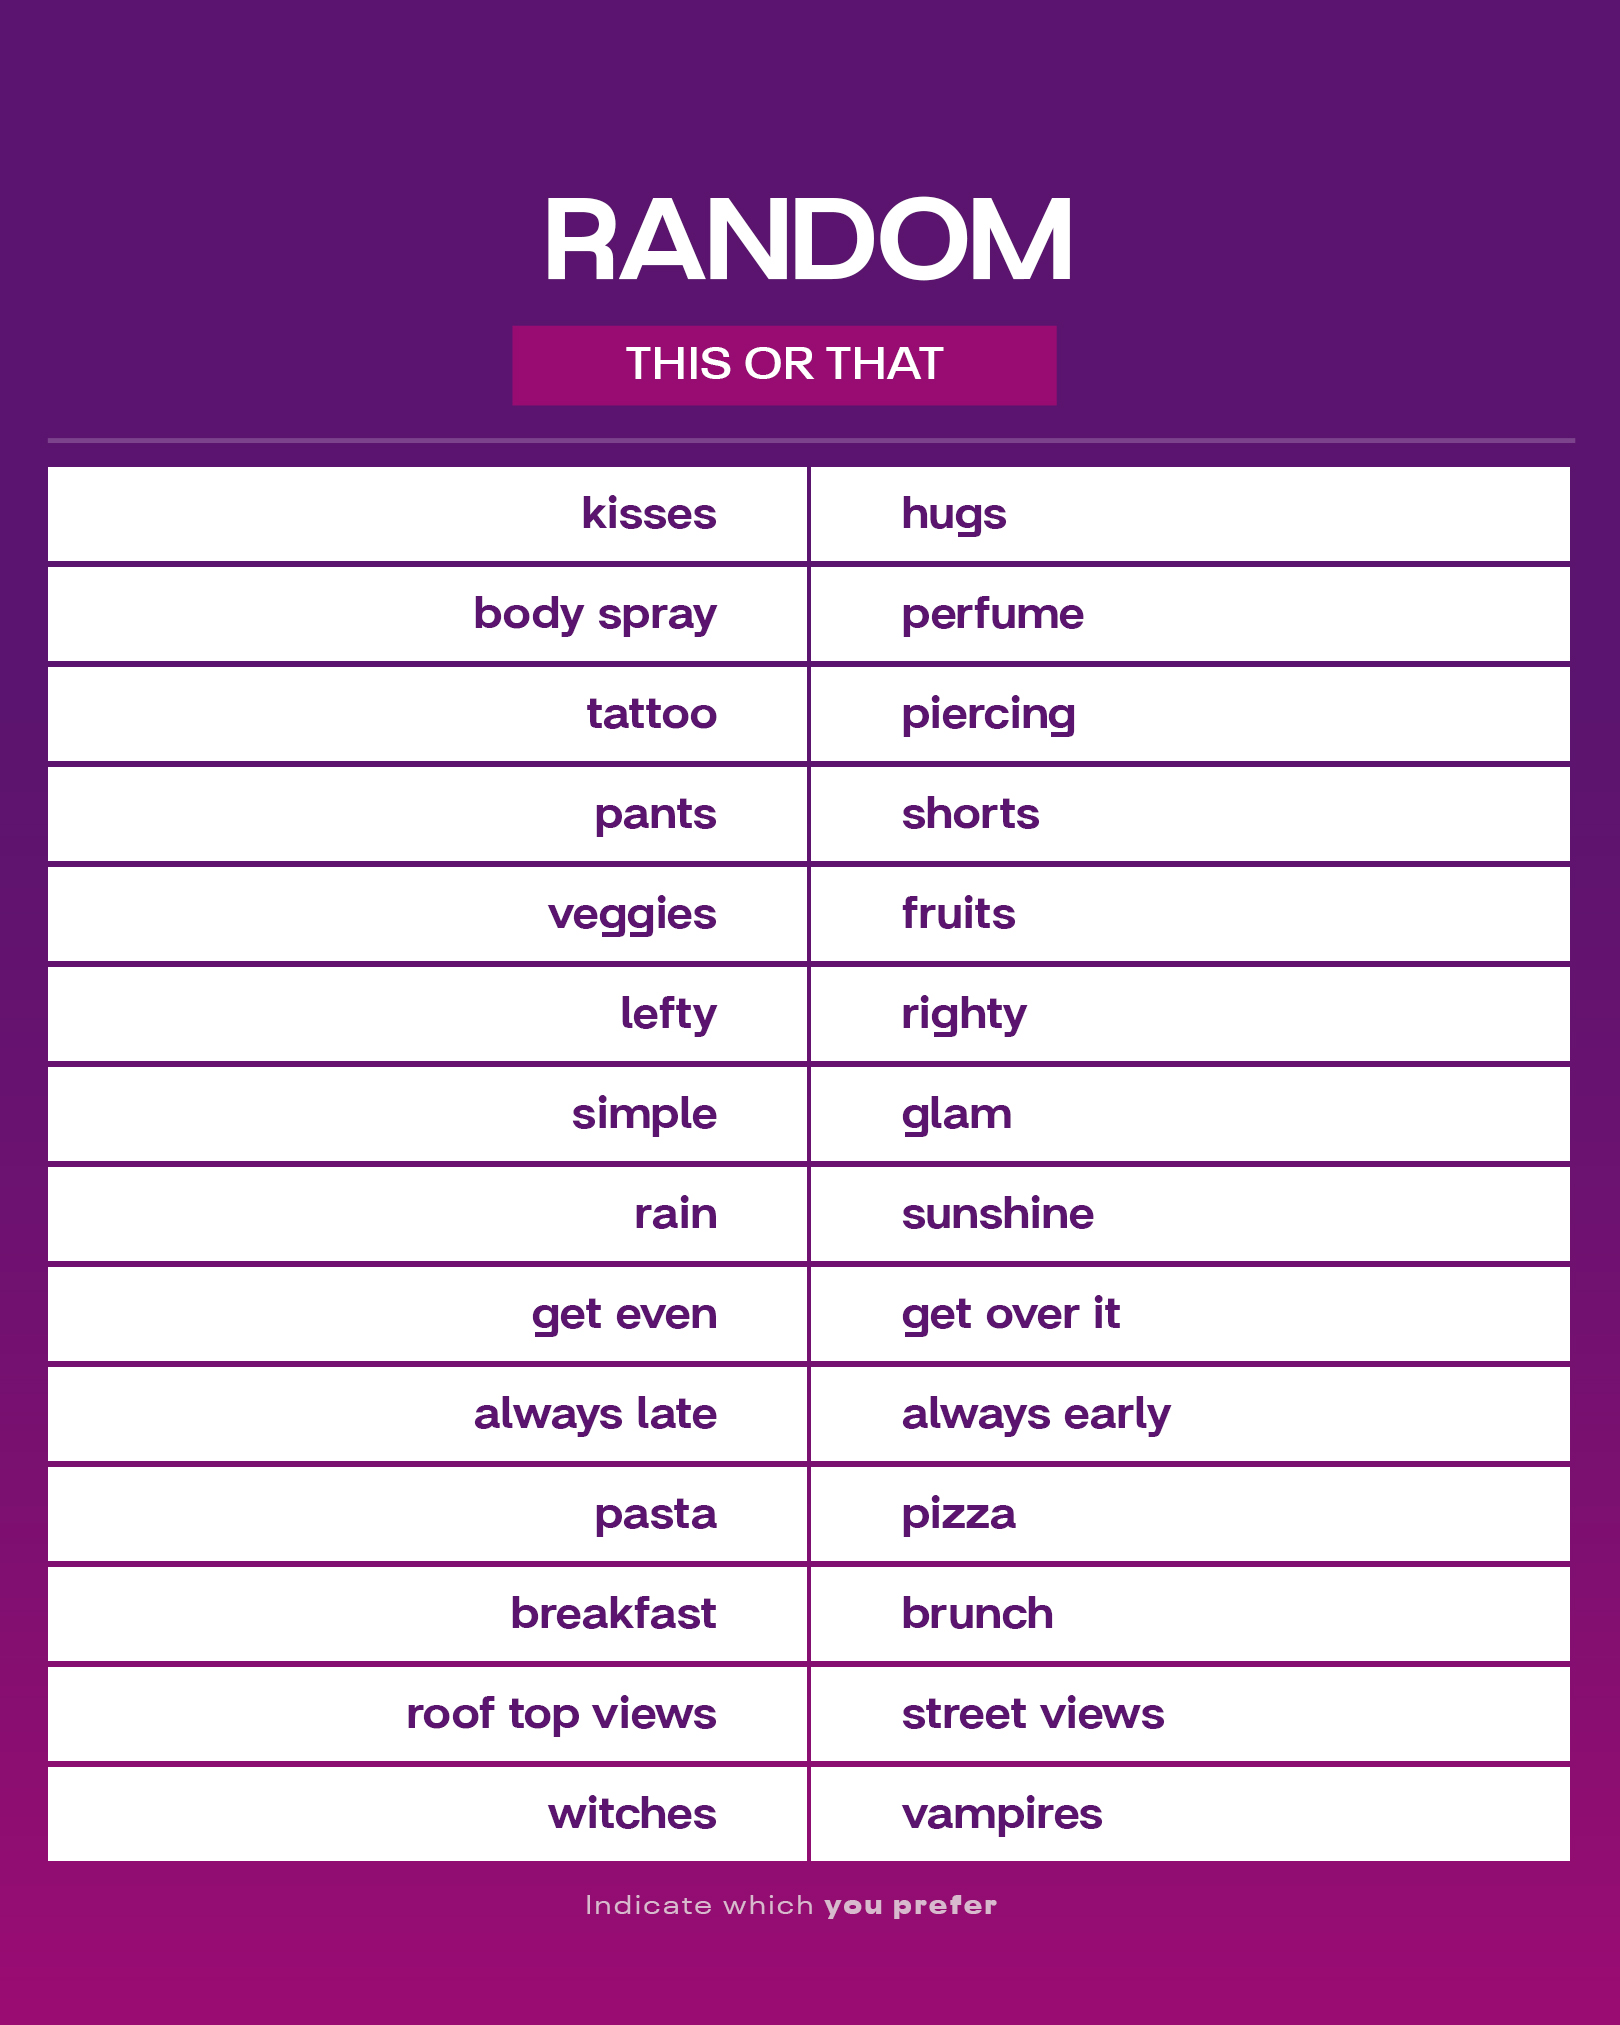 RANDOM
THIS OR THAT
kisses hugs
body spray perfume
tattoo piercing
pants shorts
veggies fruits
lefty righty
simple glam
rain sunshine
get even get over it
always late always early
pasta pizza
breakfast brunch
roof top views street views
witches vampires
Indicate which you prefer